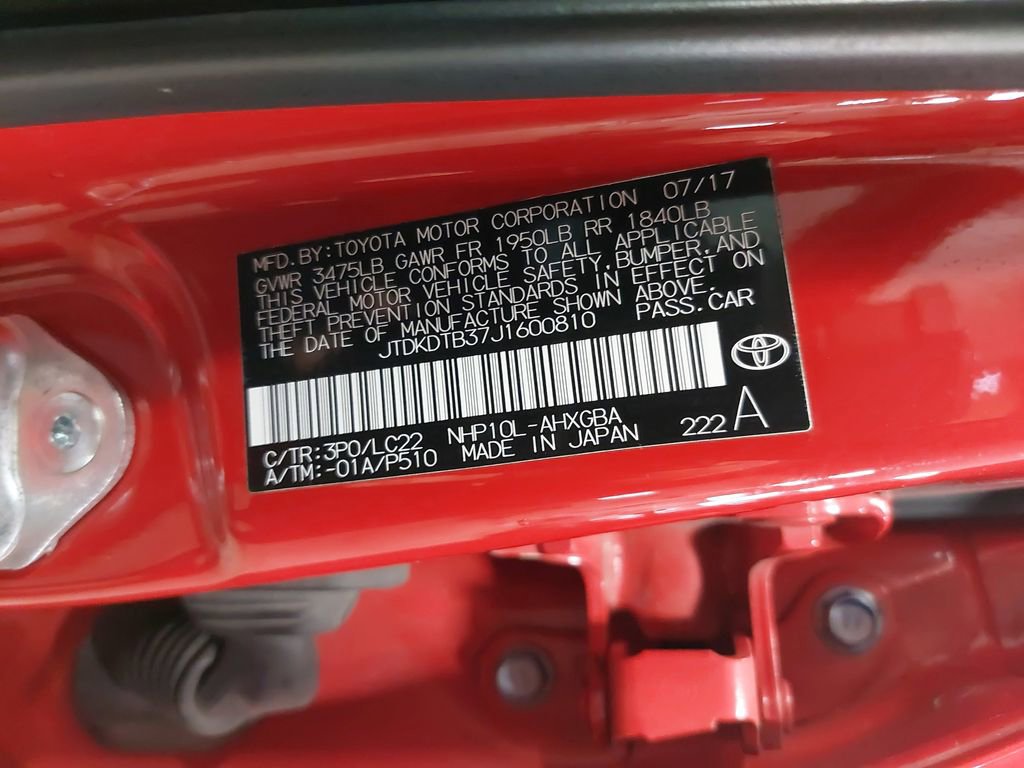 MFD.BY:TOYOTA MOTOR CORPORATION 07/17
GVWR 3475LB GAWR FR 1950LB RR 1840LB
THIS VEHICLE CONFORMS TO ALL APPLICABLE
FEDERAL MOTOR VEHICLE SAFETY,BUMPER,AND
THEFT PREVENTION STANDARDS IN EFFECT ON
THE DATE OF MANUFACTURE SHOWN ABOVE.
JTDKDTB37J1600810 PASS.CAR
C/TR:3P0/LC22 NHP10L-AHXGBA 222 A
A/TM:-01A/P510 MADE IN JAPAN